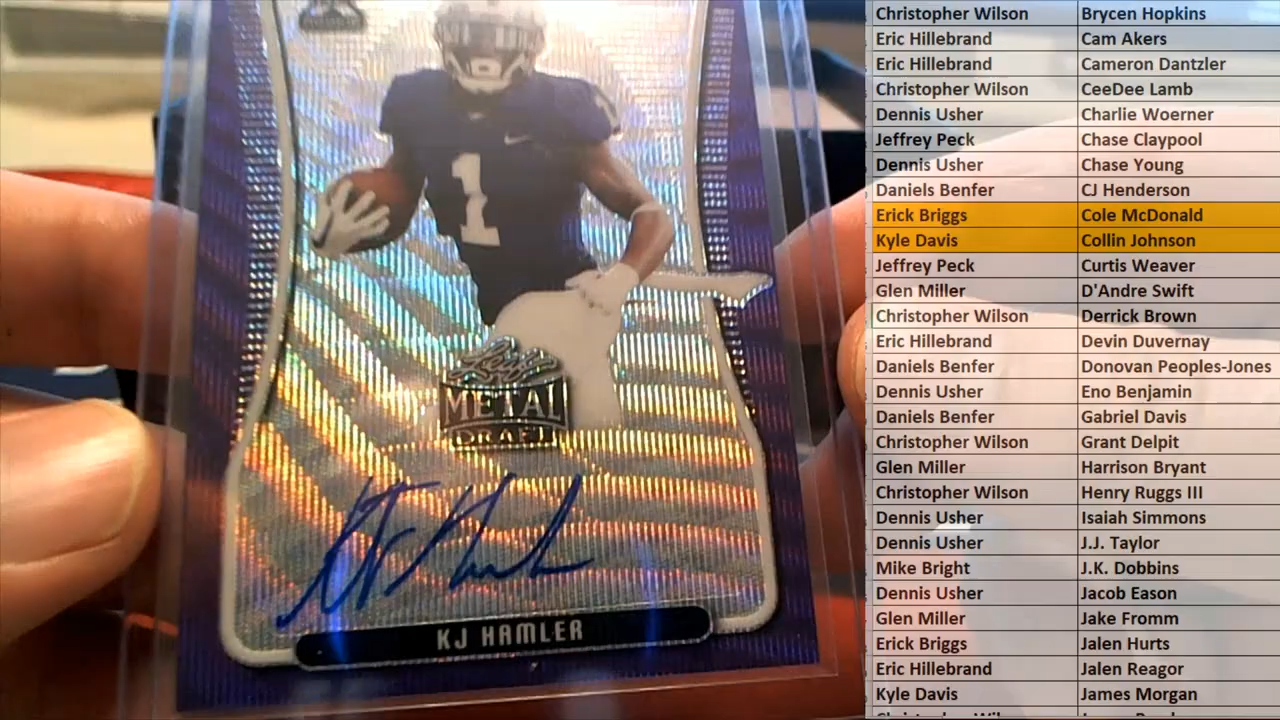 1
1
Leaf
METAL
DRAFT
KJ HAMLER
Christopher Wilson Brycen Hopkins
Eric Hillebrand Cam Akers
Eric Hillebrand Cameron Dantzler
Christopher Wilson CeeDee Lamb
Dennis Usher Charlie Woerner
Jeffrey Peck Chase Claypool
Dennis Usher Chase Young
Daniels Benfer CJ Henderson
Erick Briggs Cole McDonald
Kyle Davis Collin Johnson
Jeffrey Peck Curtis Weaver
Glen Miller D'Andre Swift
Christopher Wilson Derrick Brown
Eric Hillebrand Devin Duvernay
Daniels Benfer Donovan Peoples-Jones
Dennis Usher Eno Benjamin
Daniels Benfer Gabriel Davis
Christopher Wilson Grant Delpit
Glen Miller Harrison Bryant
Christopher Wilson Henry Ruggs III
Dennis Usher Isaiah Simmons
Dennis Usher J.J. Taylor
Mike Bright J.K. Dobbins
Dennis Usher Jacob Eason
Glen Miller Jake Fromm
Erick Briggs Jalen Hurts
Eric Hillebrand Jalen Reagor
Kyle Davis James Morgan